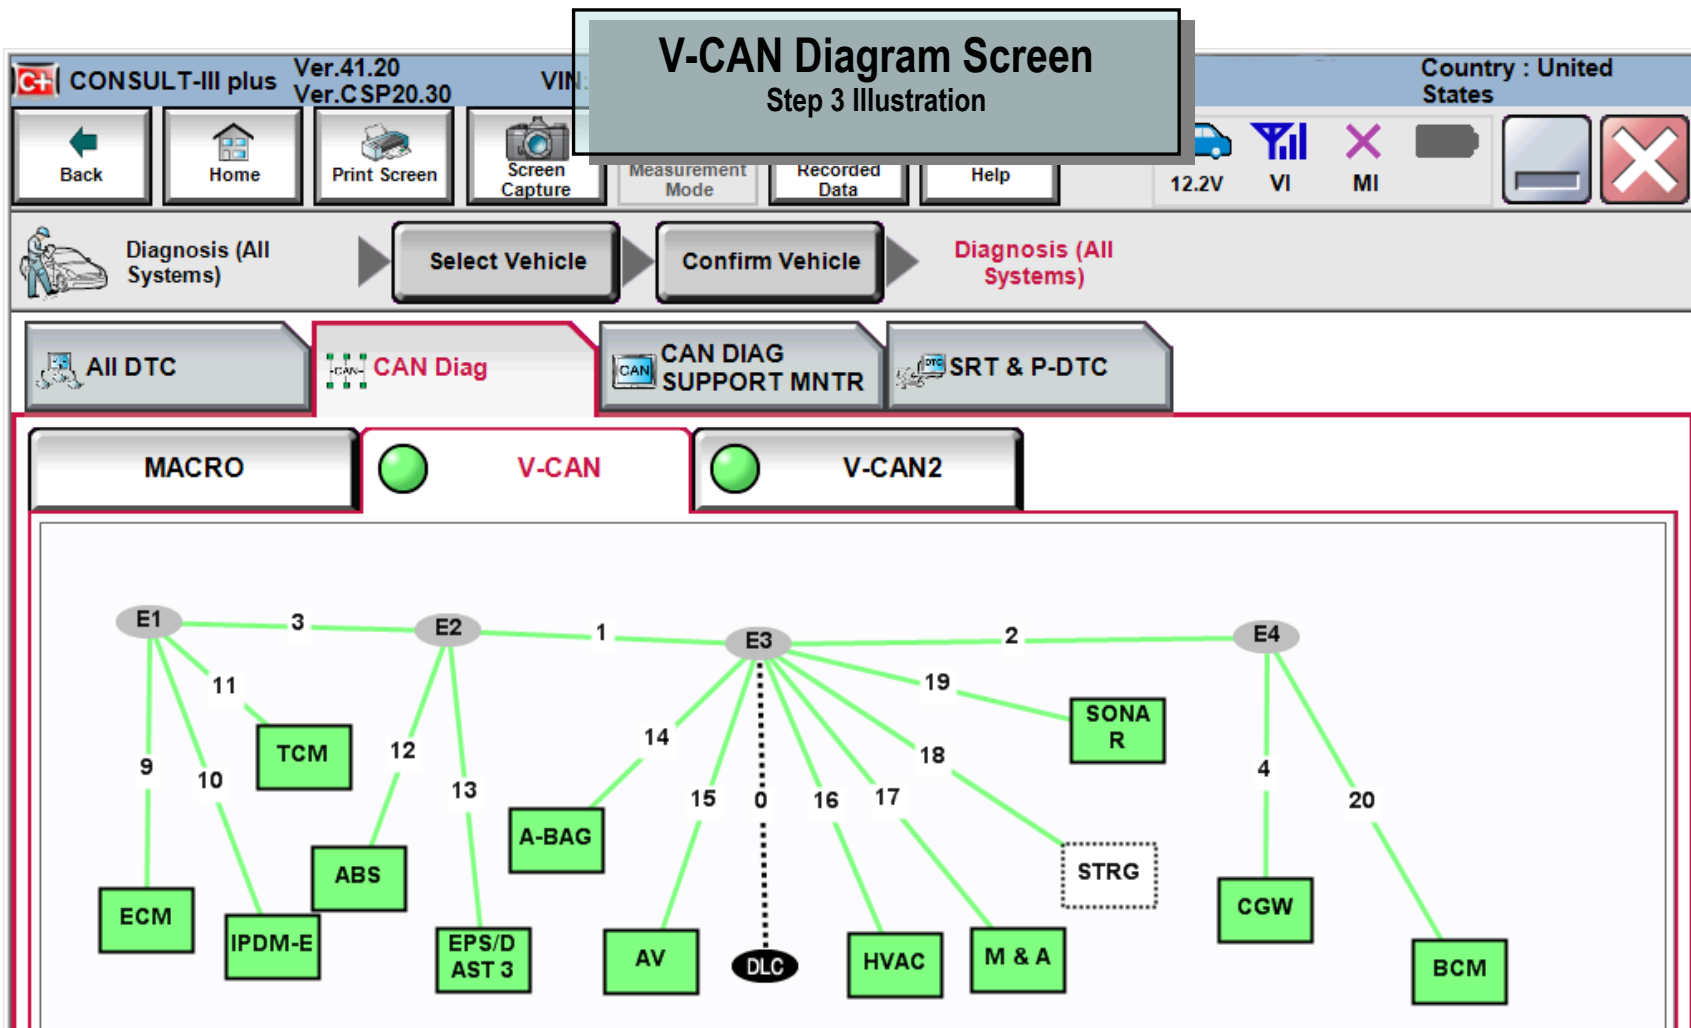 V-CAN Diagram Screen
Step 3 Illustration
C+ CONSULT-III plus
Ver.41.20
Ver.CSP20.30
VIN:
Country : United
States
Back
Home
Print Screen
Screen
Capture
Measurement
Mode
Recorded
Data
Help
12.2V
VI
MI
Diagnosis (All
Systems)
Select Vehicle
Confirm Vehicle
Diagnosis (All
Systems)
All DTC
-CAN-
CAN Diag
CAN
CAN DIAG
SUPPORT MNTR
DTC
SRT & P-DTC
MACRO
V-CAN
V-CAN2
E1
3
E2
1
E3
2
E4
11
19
14
12
18
9
10
13
15
0
16
17
4
20
TCM
SONA
R
A-BAG
ABS
STRG
ECM
IPDM-E
EPS/D
AST 3
AV
DLC
HVAC
M & A
CGW
BCM